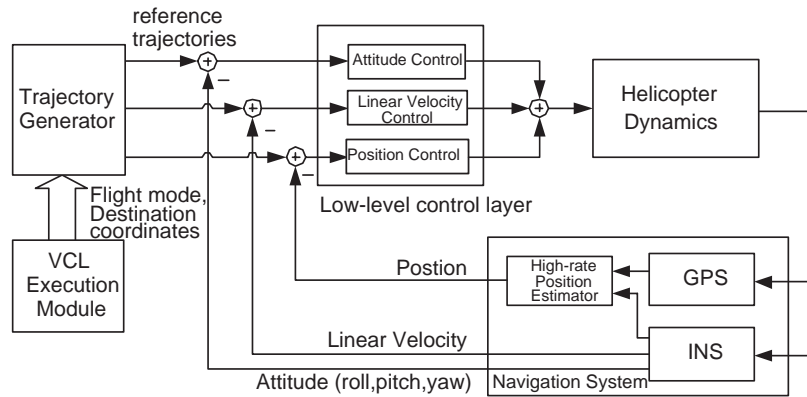 reference
trajectories
Trajectory
Generator
Attitude Control
Linear Velocity
Control
Position Control
Helicopter
Dynamics
Low-level control layer
Flight mode,
Destination
coordinates
VCL
Execution
Module
Postion
High-rate
Position
Estimator
GPS
Linear Velocity
INS
Attitude (roll,pitch,yaw)
Navigation System